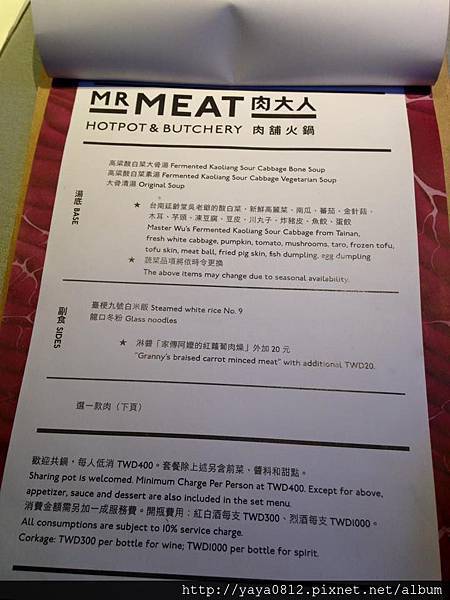 MR MEAT 肉大人
HOTPOT & BUTCHERY 肉舖火鍋
湯底 BASE
高粱酸白菜大骨湯 Fermented Kaoliang Sour Cabbage Bone Soup
高粱酸白菜素湯 Fermented Kaoliang Sour Cabbage Vegetarian Soup
大骨清湯 Original Soup
★ 台南延齡堂吳老爺的酸白菜、新鮮高麗菜、南瓜、蕃茄、金針菇、
木耳、芋頭、凍豆腐、豆皮、川丸子、炸豬皮、魚餃、蛋餃
Master Wu's Fermented Kaoliang Sour Cabbage from Tainan,
fresh white cabbage, pumpkin, tomato, mushrooms, taro, frozen tofu,
tofu skin, meat ball, fried pig skin, fish dumpling, egg dumpling
★ 蔬菜品項將依時令更換
The above items may change due to seasonal availability.
副食 SIDES
臺梗九號白米飯 Steamed white rice No. 9
龍口冬粉 Glass noodles
★ 淋醬「家傳阿嬤的紅蘿蔔肉燥」外加 20 元
"Granny's braised carrot minced meat" with additional TWD20.
選一款肉（下頁）
歡迎共鍋，每人低消 TWD400。套餐除上述另含前菜、醬料和甜點。
Sharing pot is welcomed. Minimum Charge Per Person at TWD400. Except for above,
appetizer, sauce and dessert are also included in the set menu.
消費金額需另加一成服務費。開瓶費用：紅白酒每支 TWD300、烈酒每支 TWD1000。
All consumptions are subject to 10% service charge.
Corkage: TWD300 per bottle for wine; TWD1000 per bottle for spirit.
http://yaya0812.pixnet.net/album